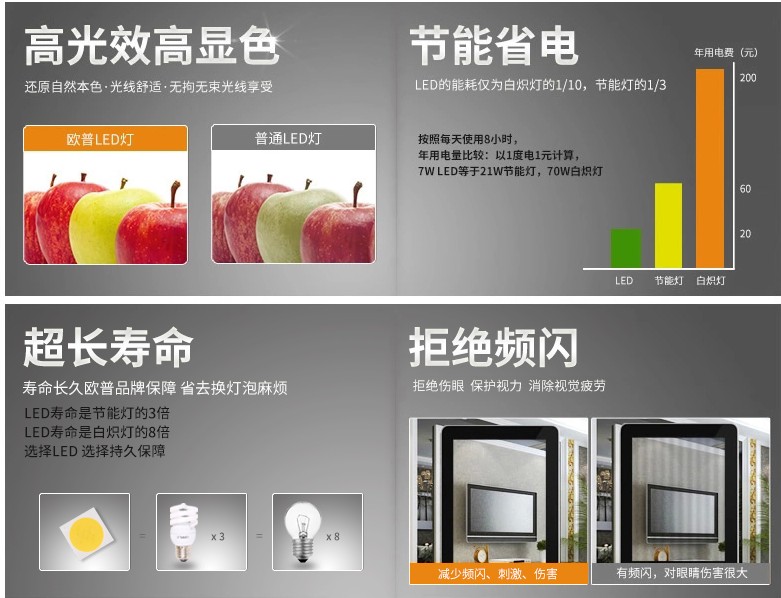 高光效高显色
还原自然本色·光线舒适·无拘无束光线享受
欧普LED灯
普通LED灯
节能省电
LED的能耗仅为白炽灯的1/10，节能灯的1/3
按照每天使用8小时，
年用电量比较：以1度电1元计算，
7W LED等于21W节能灯，70W白炽灯
年用电费（元）
200
60
20
LED
节能灯
白炽灯
超长寿命
寿命长久欧普品牌保障 省去换灯泡麻烦
LED寿命是节能灯的3倍
LED寿命是白炽灯的8倍
选择LED 选择持久保障
=
x 3
=
x 8
拒绝频闪
拒绝伤眼 保护视力 消除视觉疲劳
减少频闪、刺激、伤害
有频闪，对眼睛伤害很大